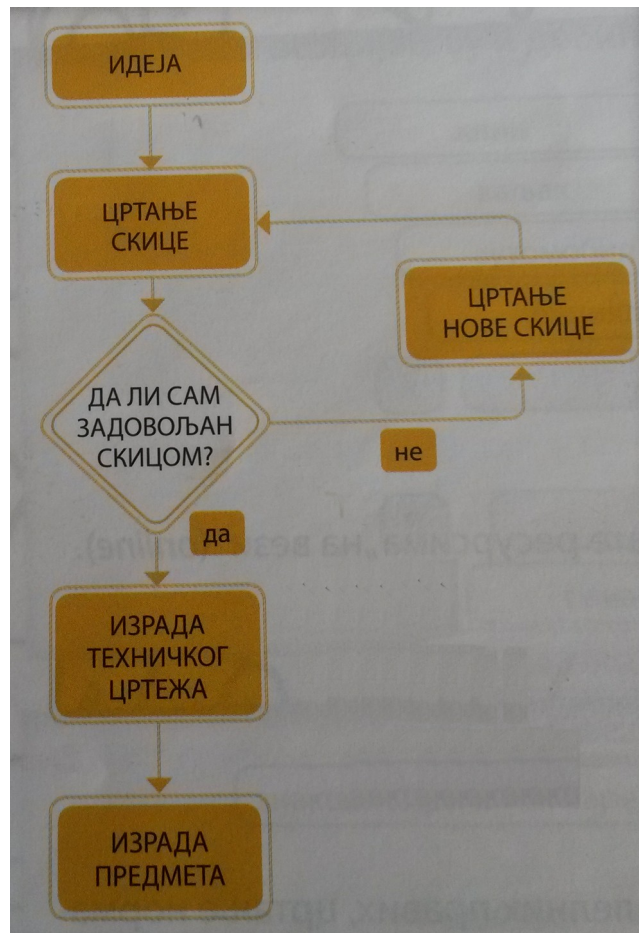 ИДЕЈА
ЦРТАЊЕ
СКИЦЕ
ЦРТАЊЕ
НОВЕ СКИЦЕ
ДА ЛИ САМ
ЗАДОВОЉАН
СКИЦОМ?
не
да
ИЗРАДА
ТЕХНИЧКОГ
ЦРТЕЖА
ИЗРАДА
ПРЕДМЕТА